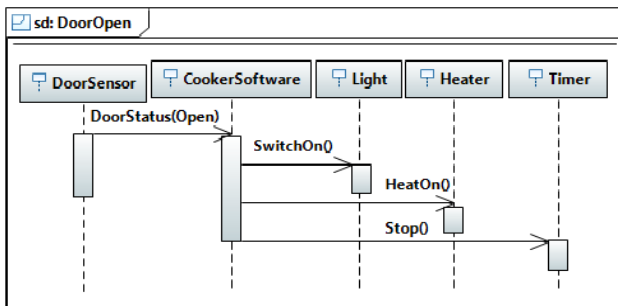 sd: DoorOpen
DoorSensor
CookerSoftware
Light
Heater
Timer
DoorStatus(Open)
SwitchOn()
HeatOn()
Stop()